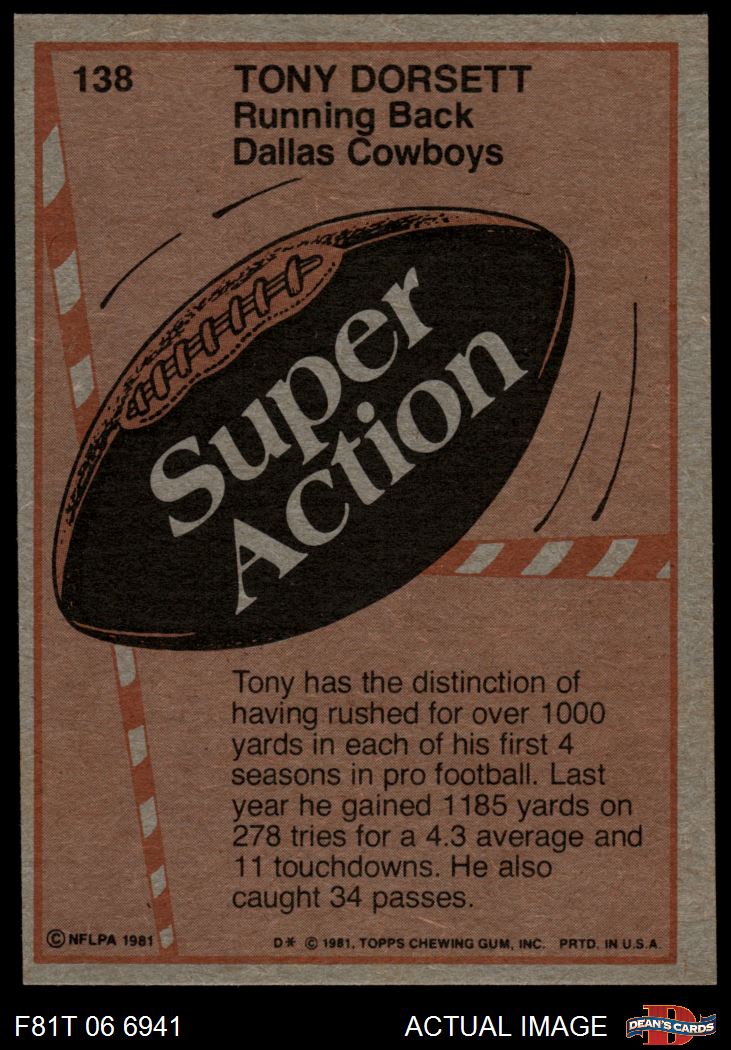 138
TONY DORSETT
Running Back
Dallas Cowboys
Super
Action
Tony has the distinction of
having rushed for over 1000
yards in each of his first 4
seasons in pro football. Last
year he gained 1185 yards on
278 tries for a 4.3 average and
11 touchdowns. He also
caught 34 passes.
© NFLPA 1981
D* © 1981, TOPPS CHEWING GUM, INC. PRTD. IN U.S.A.
F81T 06 6941
ACTUAL IMAGE
D
DEAN'S CARDS